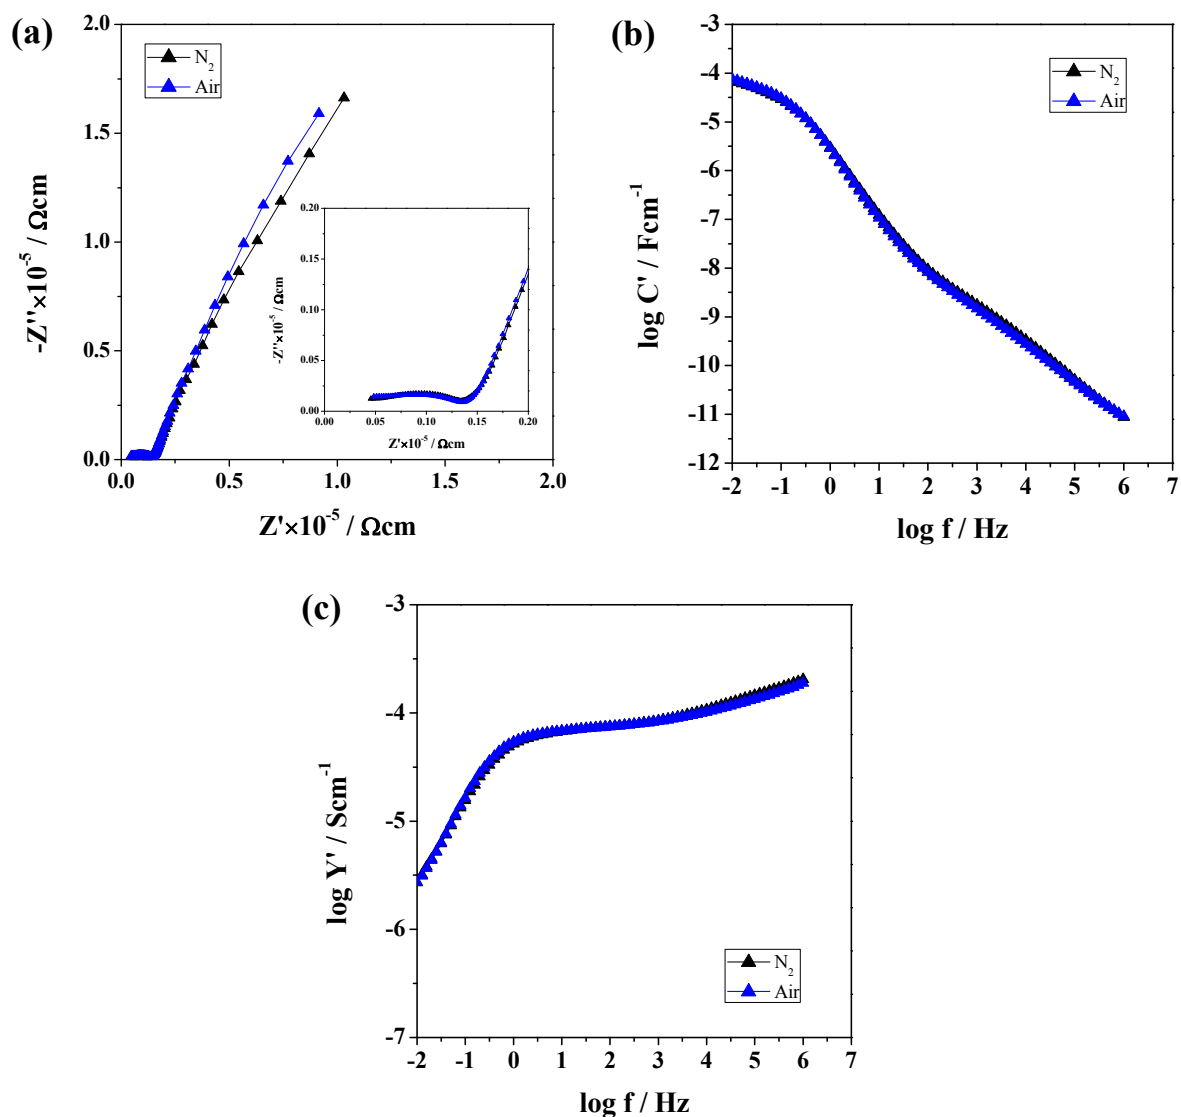 (a)
2.0
1.5
1.0
0.5
0.0
-Z''×10⁻⁵ / Ωcm
N₂
Air
0.20
0.15
0.10
0.05
0.00
-Z''×10⁻⁵ / Ωcm
0.00 0.05 0.10 0.15 0.20
Z'×10⁻⁵ / Ωcm
0.0 0.5 1.0 1.5 2.0
Z'×10⁻⁵ / Ωcm
(b)
-3
-4
-5
-6
-7
-8
-9
-10
-11
-12
log C' / Fcm⁻¹
N₂
Air
-2 -1 0 1 2 3 4 5 6 7
log f / Hz
(c)
-3
-4
-5
-6
-7
log Y' / Scm⁻¹
N₂
Air
-2 -1 0 1 2 3 4 5 6 7
log f / Hz